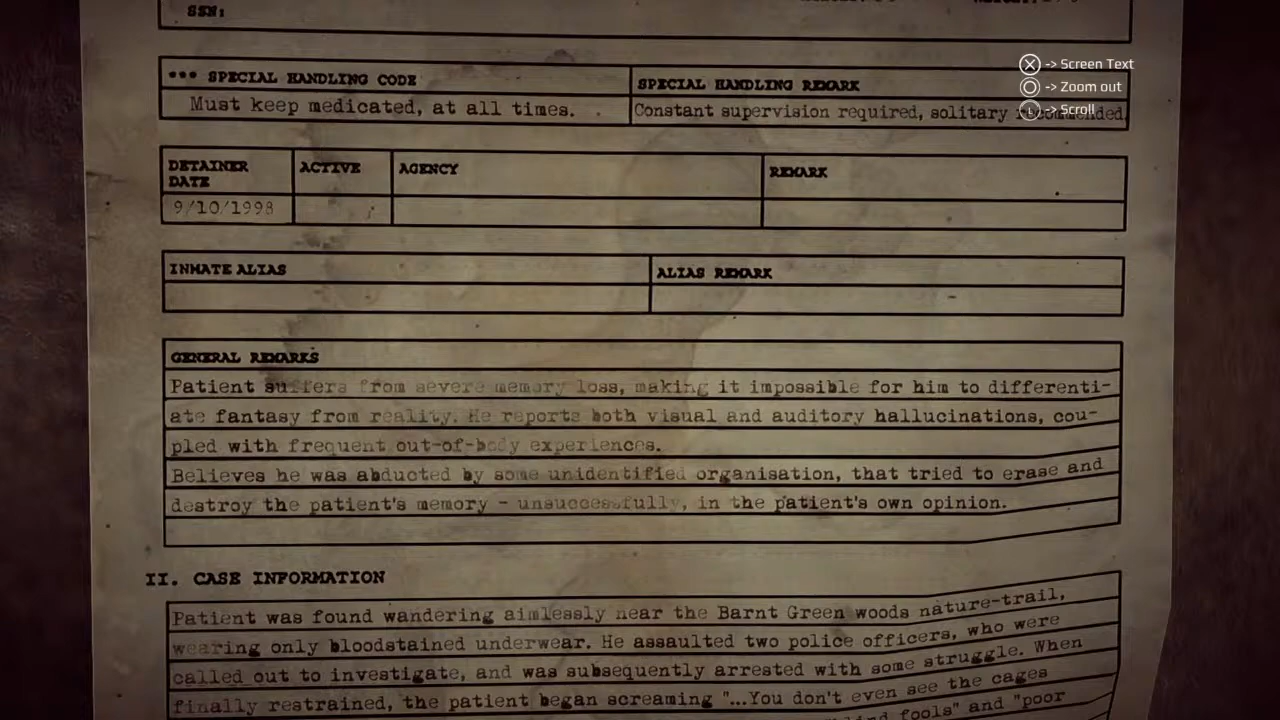 SSN:
-> Screen Text
-> Zoom out
-> Scroll
*** SPECIAL HANDLING CODE
SPECIAL HANDLING REMARK
Must keep medicated, at all times.
Constant supervision required, solitary recommended.
DETAINER DATE
ACTIVE
AGENCY
REMARK
9/10/1998
INMATE ALIAS
ALIAS REMARK
GENERAL REMARKS
Patient suffers from severe memory loss, making it impossible for him to differenti-
ate fantasy from reality. He reports both visual and auditory hallucinations, cou-
pled with frequent out-of-body experiences.
Believes he was abducted by some unidentified organisation, that tried to erase and
destroy the patient's memory - unsuccessfully, in the patient's own opinion.
II. CASE INFORMATION
Patient was found wandering aimlessly near the Barnt Green woods nature-trail,
wearing only bloodstained underwear. He assaulted two police officers, who were
called out to investigate, and was subsequently arrested with some struggle. When
finally restrained, the patient began screaming "...You don't even see the cages
fools" and "poor